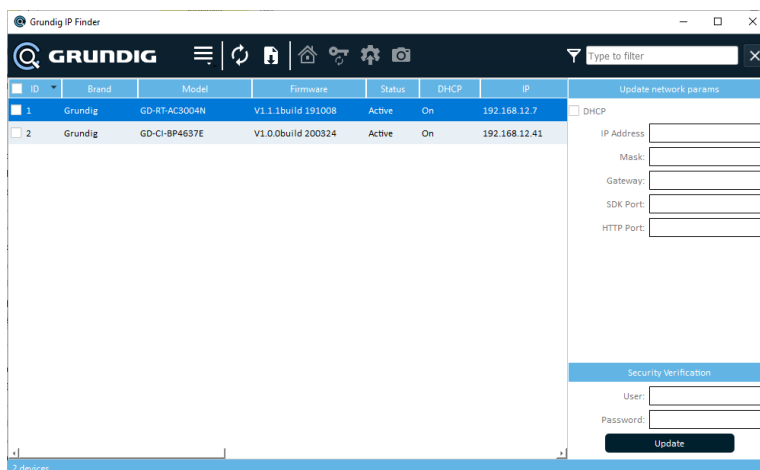 Grundig IP Finder
GRUNDIG
Type to filter
ID Brand Model Firmware Status DHCP IP
1 Grundig GD-RT-AC3004N V1.1.1build 191008 Active On 192.168.12.7
2 Grundig GD-CI-BP4637E V1.0.0build 200324 Active On 192.168.12.41
Update network params
DHCP
IP Address
Mask:
Gateway:
SDK Port:
HTTP Port:
Security Verification
User:
Password:
Update
2 devices